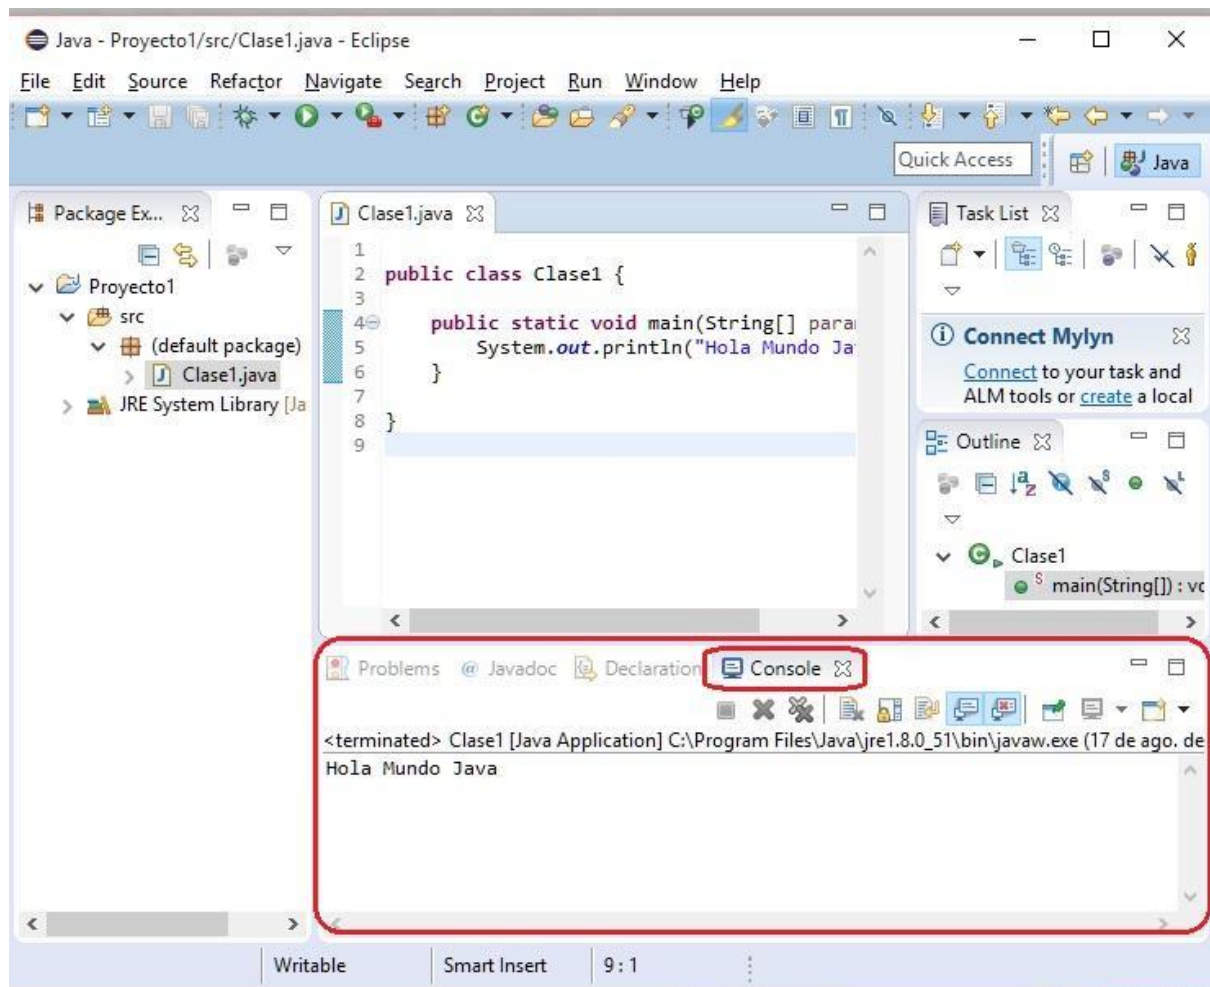 Java - Proyecto1/src/Clase1.java - Eclipse
File Edit Source Refactor Navigate Search Project Run Window Help
Quick Access
Java
Package Ex...
Proyecto1
src
(default package)
Clase1.java
JRE System Library [Ja
Clase1.java
1
2 public class Clase1 {
3
4 public static void main(String[] para
5 System.out.println("Hola Mundo Ja
6 }
7
8 }
9
Task List
Connect Mylyn
Connect to your task and
ALM tools or create a local
Outline
Clase1
main(String[]) : vo
Problems @ Javadoc Declaration Console
<terminated> Clase1 [Java Application] C:\Program Files\Java\jre1.8.0_51\bin\javaw.exe (17 de ago. de
Hola Mundo Java
Writable Smart Insert 9 : 1